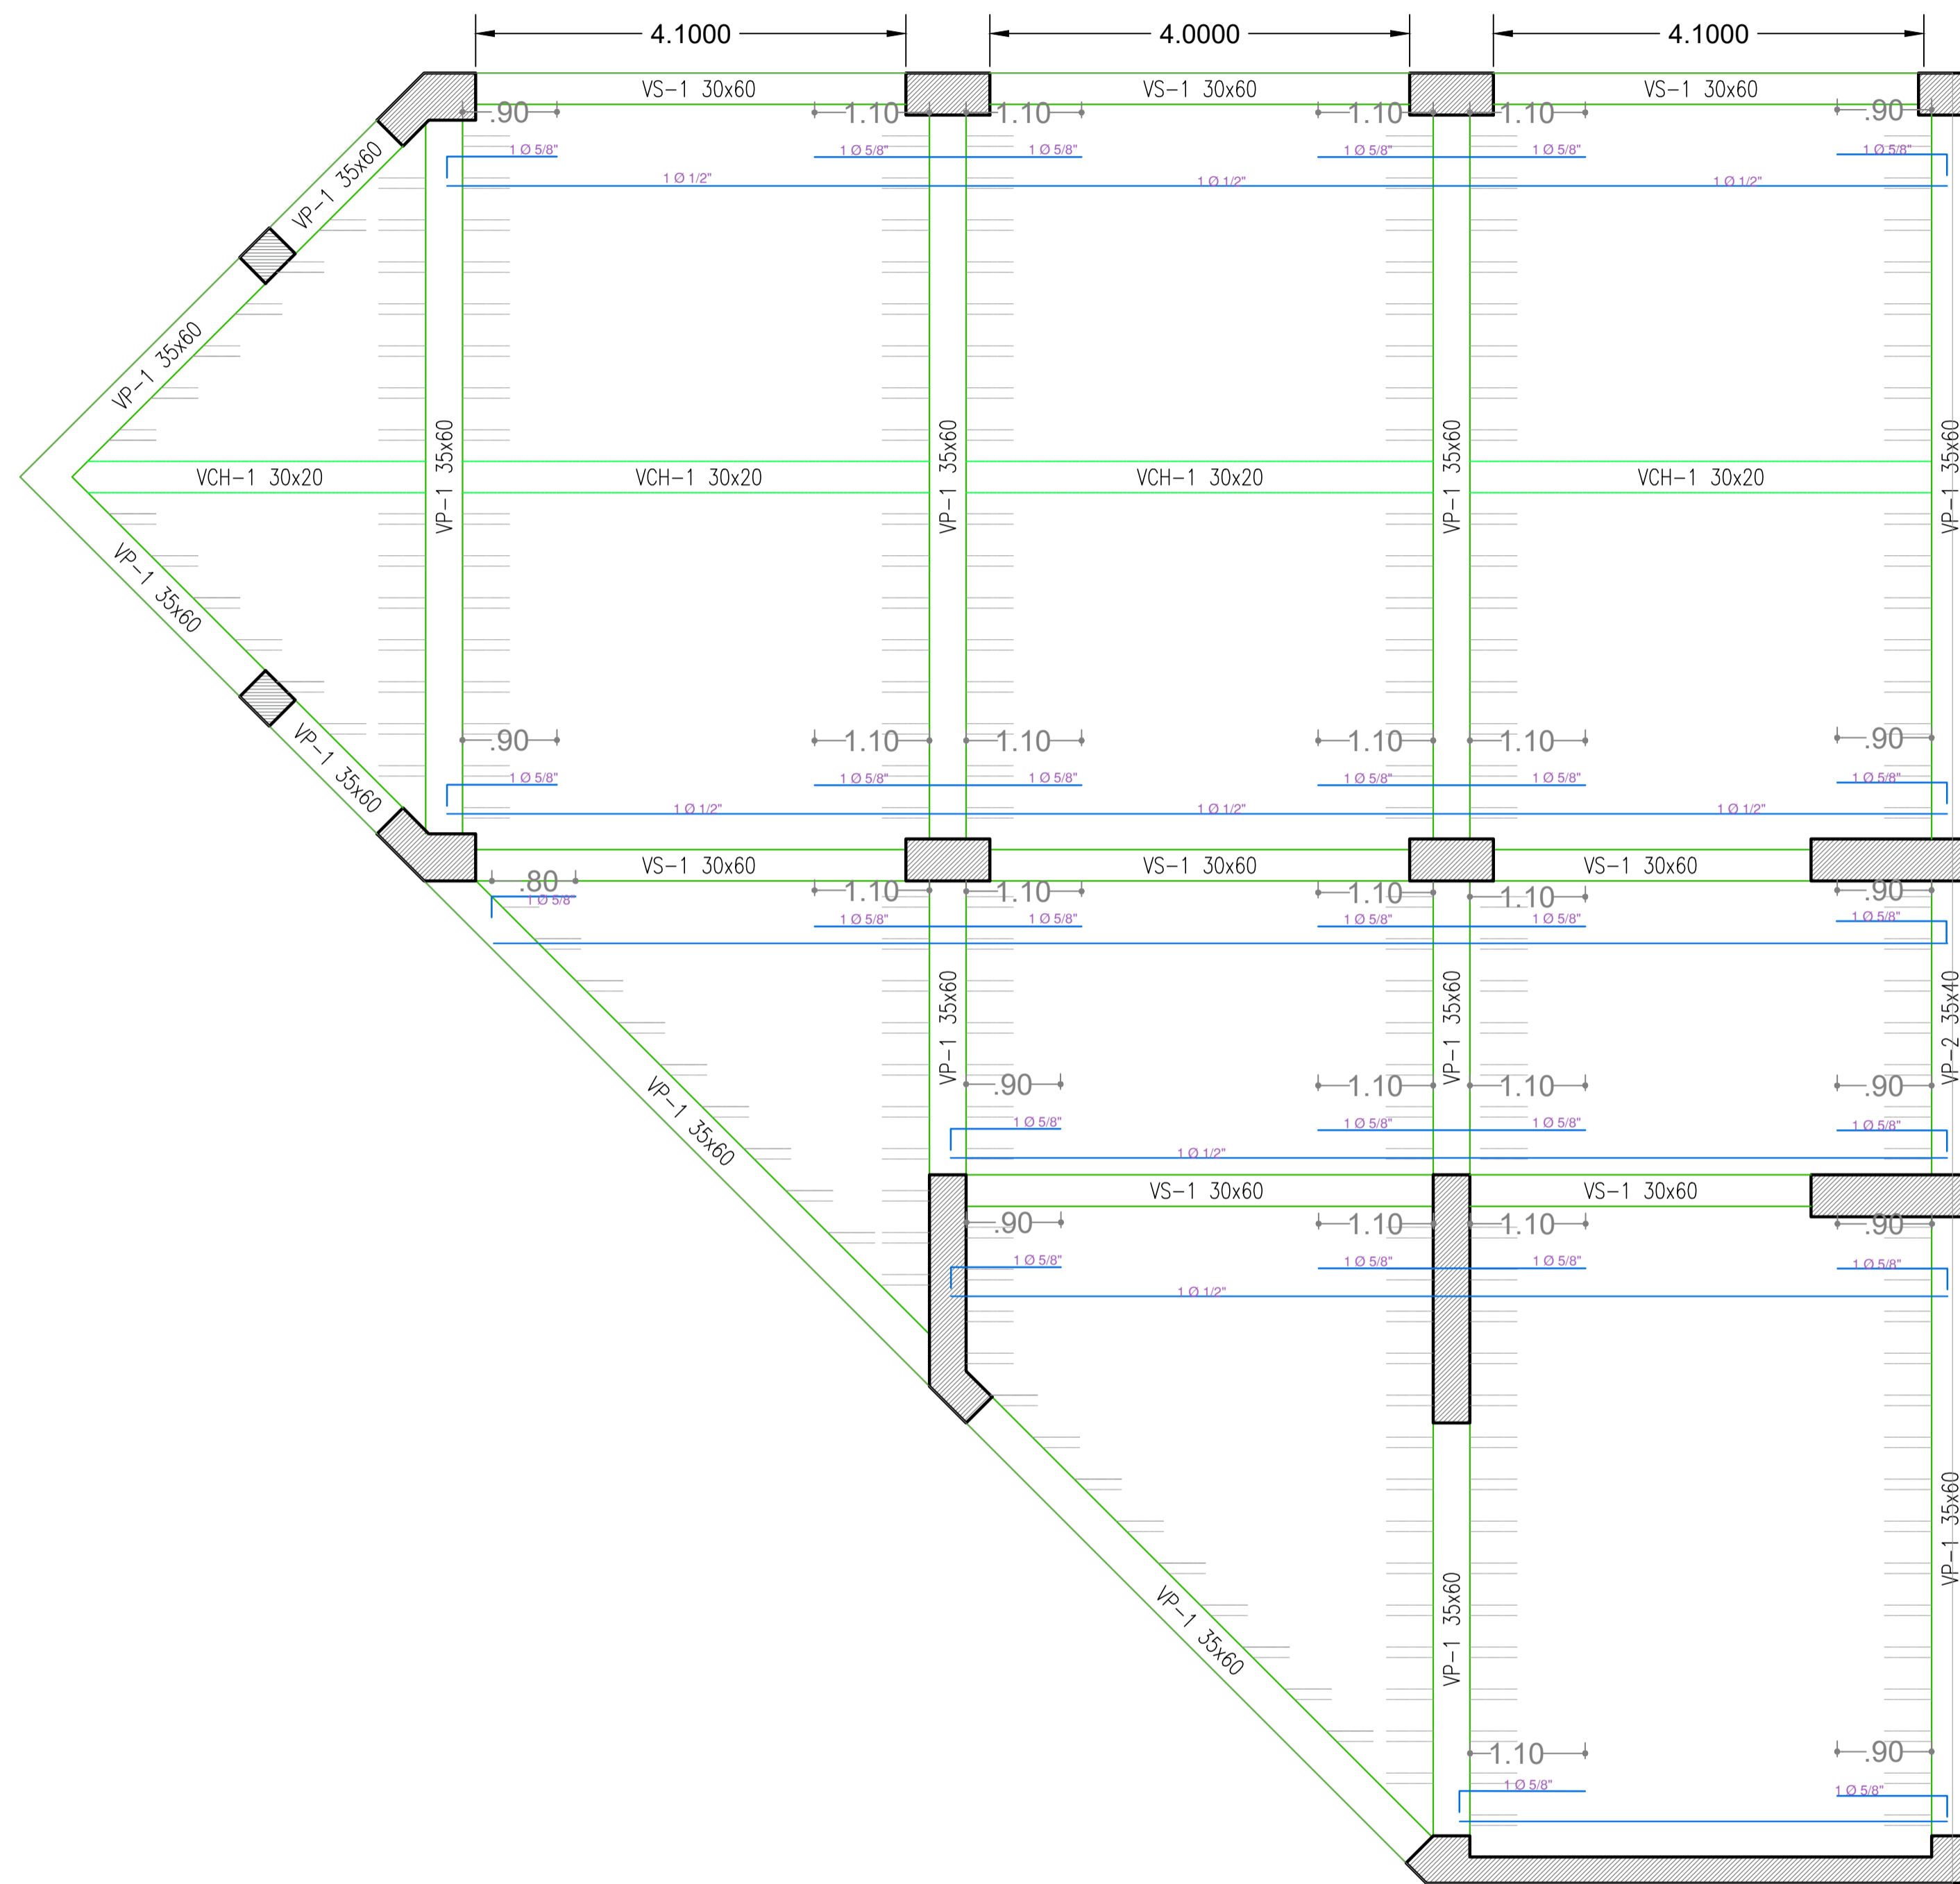 4.1000 4.0000 4.1000
VS-1 30x60 VS-1 30x60 VS-1 30x60
.90 1.10 1.10 1.10 1.10 .90
1 Ø 5/8" 1 Ø 5/8" 1 Ø 5/8" 1 Ø 5/8" 1 Ø 5/8" 1 Ø 5/8"
1 Ø 1/2" 1 Ø 1/2" 1 Ø 1/2"
VP-1 35x60
VP-1 35x60
VCH-1 30x20 VCH-1 30x20 VCH-1 30x20 VCH-1 30x20
VP-1 35x60
VP-1 35x60
VP-1 35x60
VP-1 35x60
VP-1 35x60
VP-1 35x60
.90 1.10 1.10 1.10 1.10 .90
1 Ø 5/8" 1 Ø 5/8" 1 Ø 5/8" 1 Ø 5/8" 1 Ø 5/8" 1 Ø 5/8"
1 Ø 1/2" 1 Ø 1/2" 1 Ø 1/2"
VS-1 30x60 VS-1 30x60 VS-1 30x60
.80 1.10 1.10 1.10 1.10 .90
1 Ø 5/8" 1 Ø 5/8" 1 Ø 5/8" 1 Ø 5/8" 1 Ø 5/8" 1 Ø 5/8"
VP-1 35x60
VP-1 35x60
VP-1 35x60
VP-2 35x40
.90 1.10 1.10 .90
1 Ø 5/8" 1 Ø 5/8" 1 Ø 5/8" 1 Ø 5/8"
1 Ø 1/2"
VS-1 30x60 VS-1 30x60
.90 1.10 1.10 .90
1 Ø 5/8" 1 Ø 5/8" 1 Ø 5/8" 1 Ø 5/8"
1 Ø 1/2"
VP-1 35x60
VP-1 35x60
VP-1 35x60
1.10 .90
1 Ø 5/8" 1 Ø 5/8"